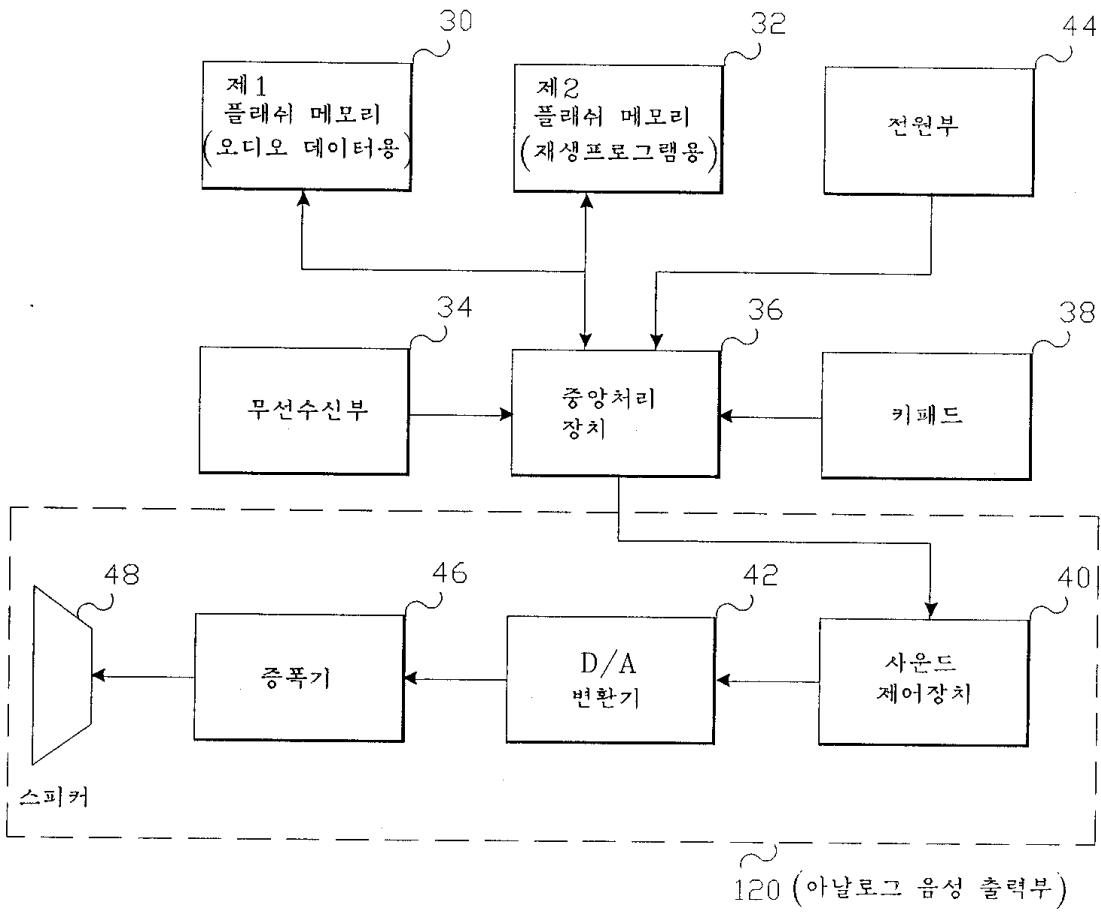 30
32
44
제1
플래쉬 메모리
(오디오 데이터용)
제2
플래쉬 메모리
(재생프로그램용)
전원부
34
36
38
무선수신부
중앙처리
장치
키패드
48
46
42
40
증폭기
D/A
변환기
사운드
제어장치
스피커
120 (아날로그 음성 출력부)